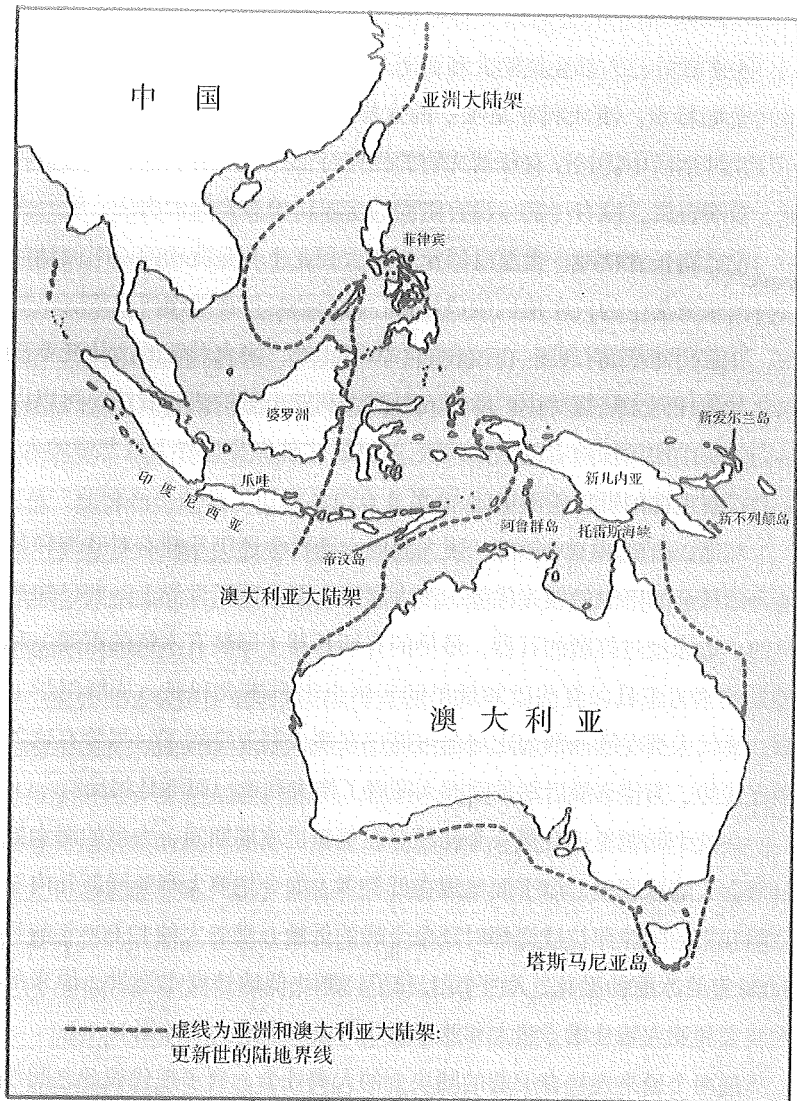 中国
亚洲大陆架
菲律宾
新爱尔兰岛
婆罗洲
新几内亚
爪哇
印度尼西亚
新不列颠岛
阿鲁群岛
托雷斯海峡
帝汶岛
澳大利亚大陆架
澳大利亚
塔斯马尼亚岛
虚线为亚洲和澳大利亚大陆架:
更新世的陆地界线